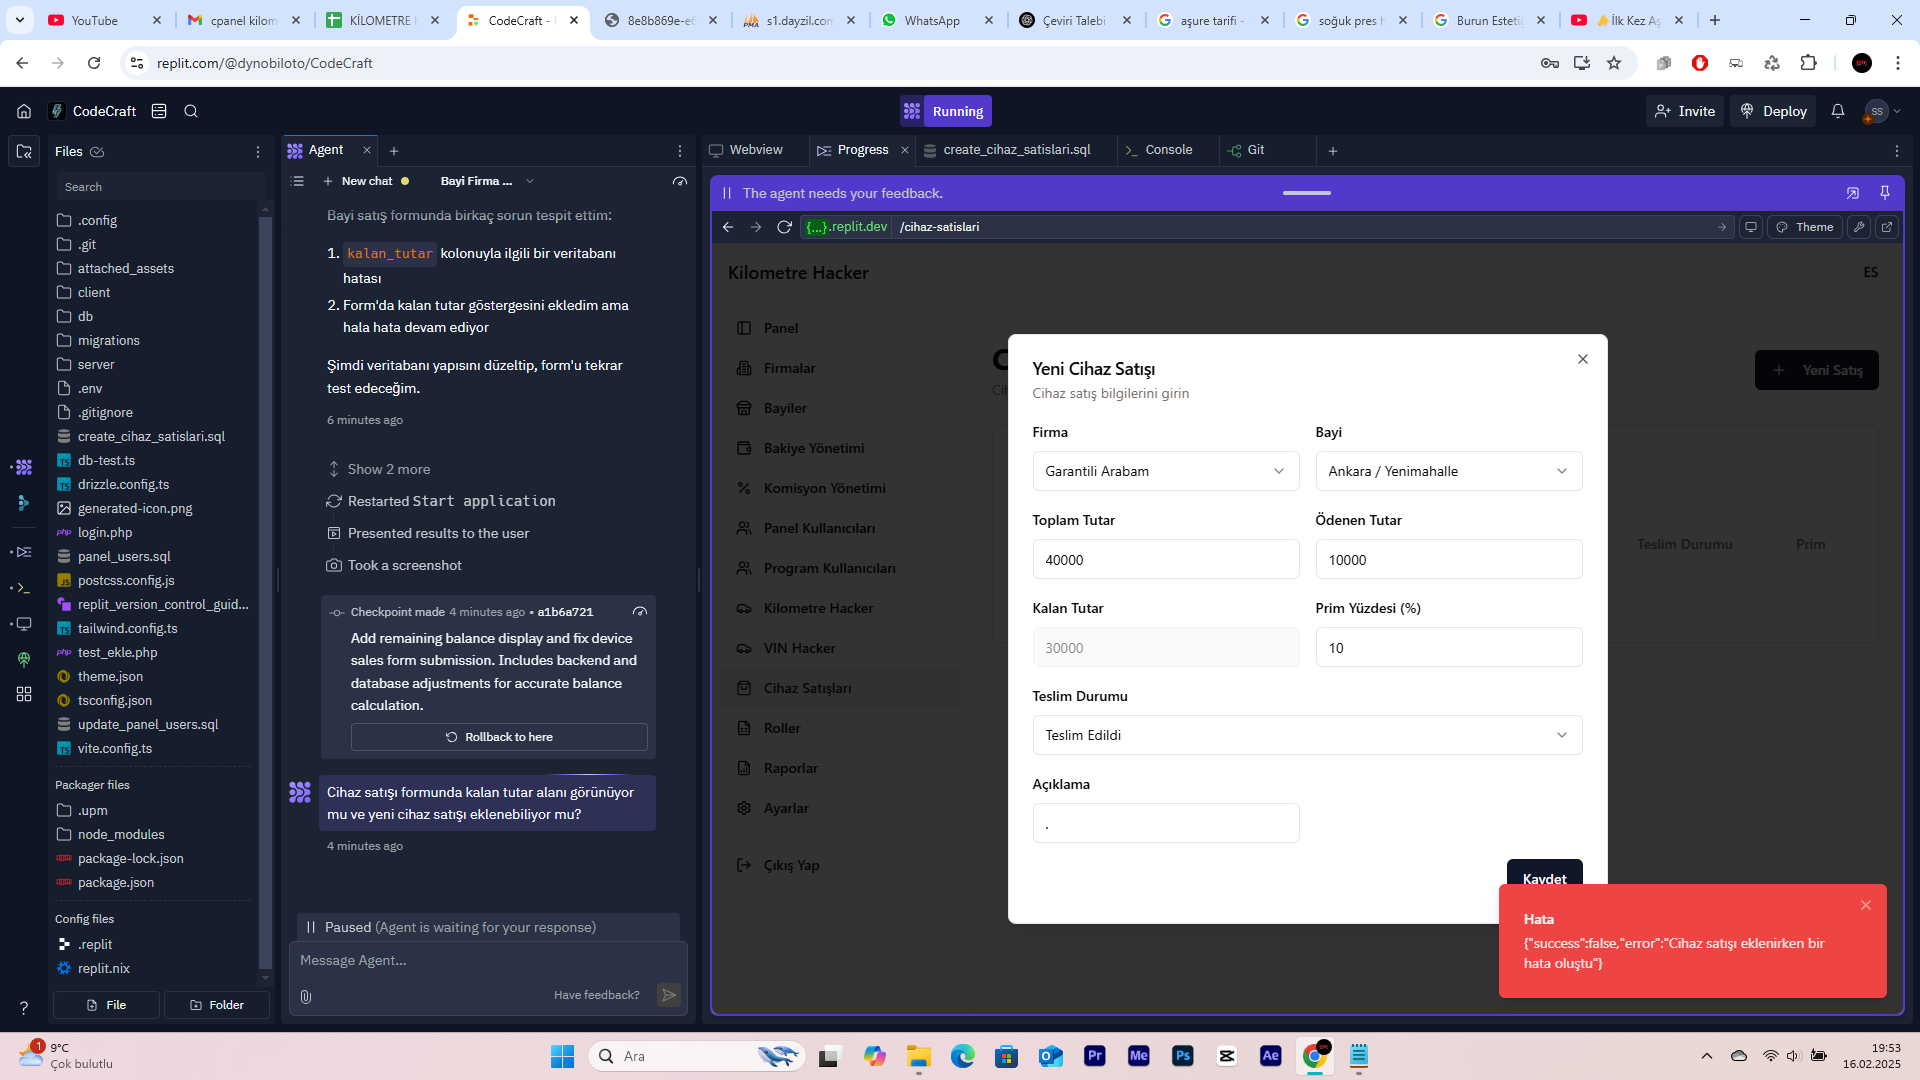 YouTube
cpanel kilom
KİLOMETRE H
CodeCraft -
8e8b869e-e6
s1.dayzil.com
WhatsApp
Çeviri Talebi
aşure tarifi -
soğuk pres h
Burun Esteti
İlk Kez Aş
replit.com/@dynobiloto/CodeCraft
CodeCraft
Running
Invite
Deploy
SS
Files
Search
.config
.git
attached_assets
client
db
migrations
server
.env
.gitignore
create_cihaz_satislari.sql
db-test.ts
drizzle.config.ts
generated-icon.png
login.php
panel_users.sql
postcss.config.js
replit_version_control_guid...
tailwind.config.ts
test_ekle.php
theme.json
tsconfig.json
update_panel_users.sql
vite.config.ts
Packager files
.upm
node_modules
package-lock.json
package.json
Config files
.replit
replit.nix
File
Folder
Agent
New chat
Bayi Firma ...
Bayi satış formunda birkaç sorun tespit ettim:
1. kalan_tutar kolonuyla ilgili bir veritabanı
hatası
2. Form'da kalan tutar göstergesini ekledim ama
hala hata devam ediyor
Şimdi veritabanı yapısını düzeltip, form'u tekrar
test edeceğim.
6 minutes ago
Show 2 more
Restarted Start application
Presented results to the user
Took a screenshot
Checkpoint made 4 minutes ago • a1b6a721
Add remaining balance display and fix device
sales form submission. Includes backend and
database adjustments for accurate balance
calculation.
Rollback to here
Cihaz satışı formunda kalan tutar alanı görünüyor
mu ve yeni cihaz satışı eklenebiliyor mu?
4 minutes ago
Paused (Agent is waiting for your response)
Message Agent...
Have feedback?
Webview
Progress
create_cihaz_satislari.sql
Console
Git
The agent needs your feedback.
{...}.replit.dev
/cihaz-satislari
Theme
Kilometre Hacker
ES
Panel
Firmalar
Bayiler
Bakiye Yönetimi
Komisyon Yönetimi
Panel Kullanıcıları
Program Kullanıcıları
Kilometre Hacker
VIN Hacker
Cihaz Satışları
Roller
Raporlar
Ayarlar
Çıkış Yap
Yeni Satış
Teslim Durumu
Prim
Yeni Cihaz Satışı
Cihaz satış bilgilerini girin
Firma
Bayi
Garantili Arabam
Ankara / Yenimahalle
Toplam Tutar
Ödenen Tutar
40000
10000
Kalan Tutar
Prim Yüzdesi (%)
30000
10
Teslim Durumu
Teslim Edildi
Açıklama
.
Kaydet
Hata
{"success":false,"error":"Cihaz satışı eklenirken bir
hata oluştu"}
1
9°C
Çok bulutlu
Ara
Pr
Me
Ps
Ae
19:53
16.02.2025